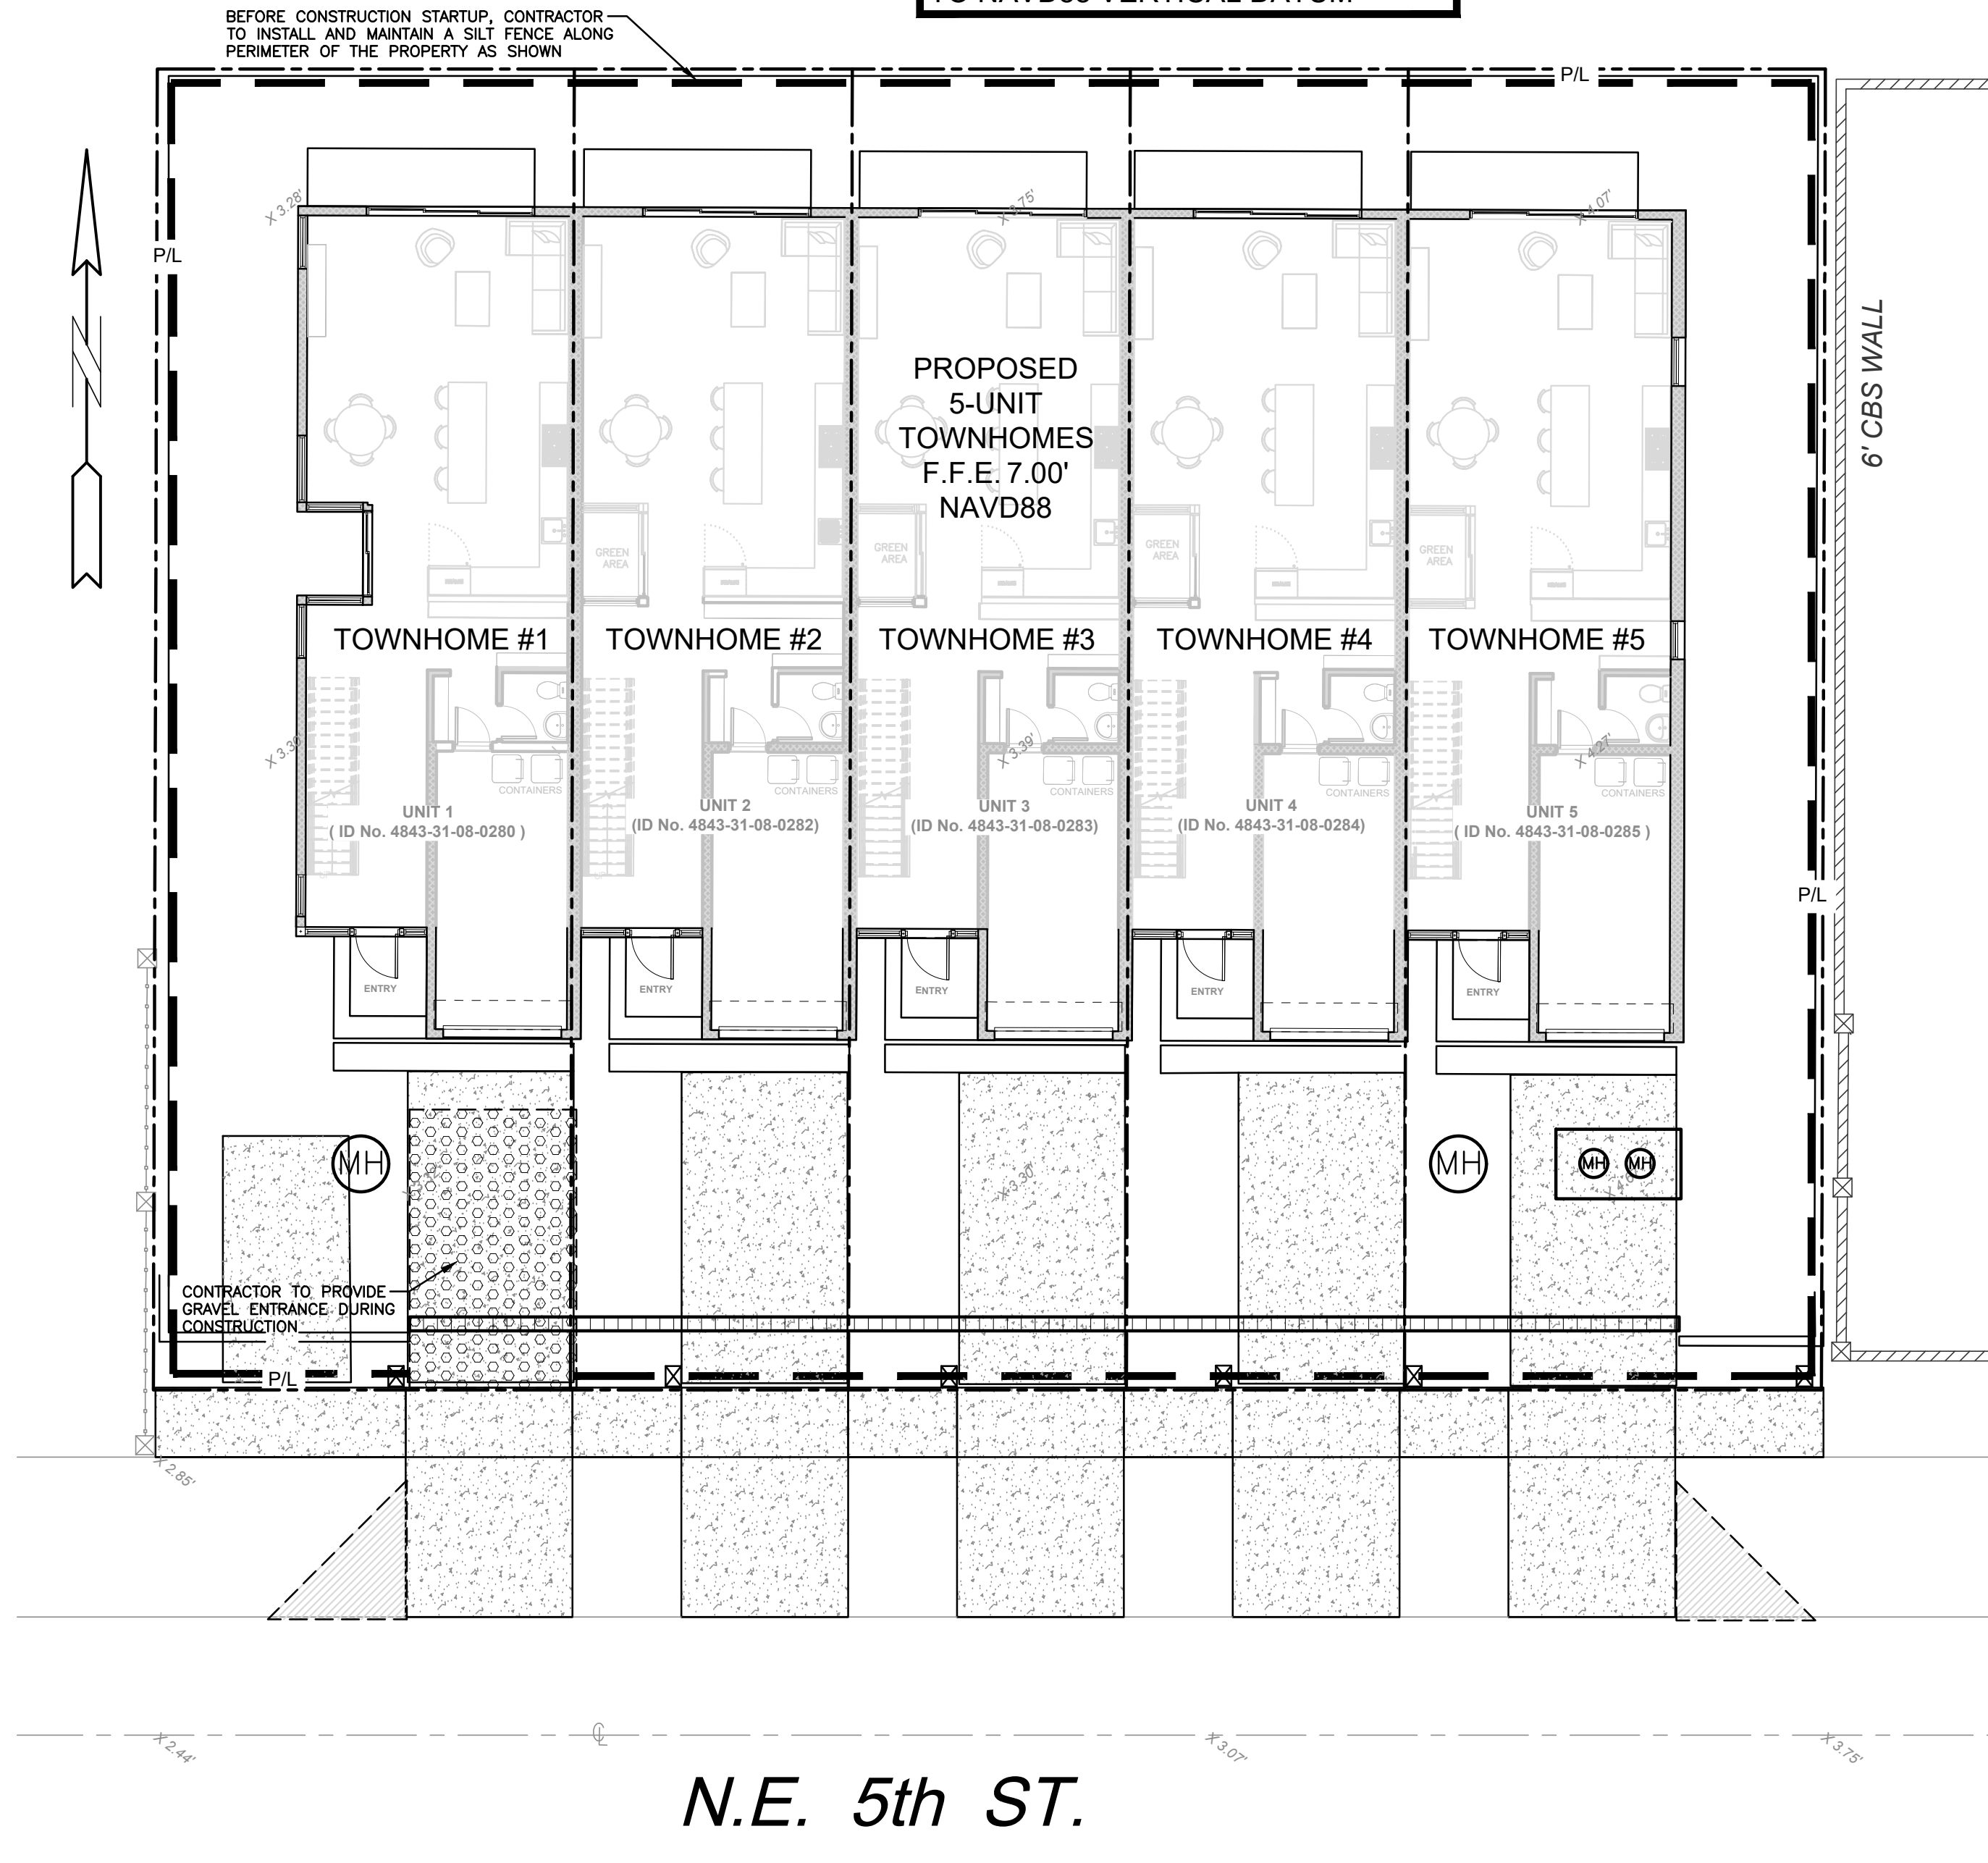 TO NAVD88 VERTICAL DATUM
BEFORE CONSTRUCTION STARTUP, CONTRACTOR
TO INSTALL AND MAINTAIN A SILT FENCE ALONG
PERIMETER OF THE PROPERTY AS SHOWN
P/L
X 3.28'
X 4.07'
P/L
6' CBS WALL
PROPOSED
5-UNIT
TOWNHOMES
F.F.E. 7.00'
NAVD88
GREEN
AREA
GREEN
AREA
GREEN
AREA
GREEN
AREA
TOWNHOME #1
TOWNHOME #2
TOWNHOME #3
TOWNHOME #4
TOWNHOME #5
X 3.39'
X 4.27'
CONTAINERS
CONTAINERS
CONTAINERS
CONTAINERS
CONTAINERS
UNIT 1
( ID No. 4843-31-08-0280 )
UNIT 2
(ID No. 4843-31-08-0282)
UNIT 3
(ID No. 4843-31-08-0283)
UNIT 4
(ID No. 4843-31-08-0284)
UNIT 5
( ID No. 4843-31-08-0285 )
P/L
ENTRY
ENTRY
ENTRY
ENTRY
ENTRY
MH
MH
MH
MH
X 3.30'
CONTRACTOR TO PROVIDE
GRAVEL ENTRANCE DURING
CONSTRUCTION
P/L
X 2.85'
X 2.44'
X 3.07'
X 3.75'
N.E. 5th ST.